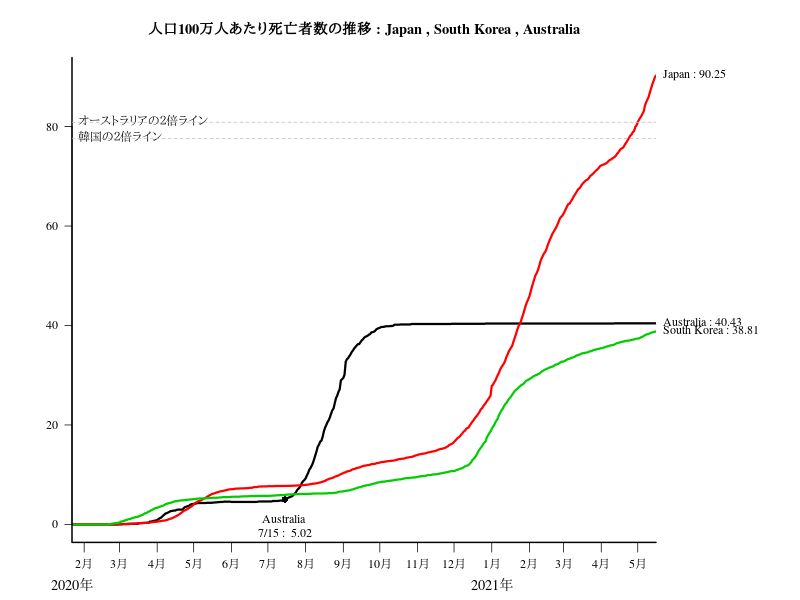 人口100万人あたり死亡者数の推移 : Japan , South Korea , Australia
Japan : 90.25
オーストラリアの2倍ライン
80
韓国の2倍ライン
60
40
Australia : 40.43
South Korea : 38.81
20
0
Australia
7/15 : 5.02
2月 3月 4月 5月 6月 7月 8月 9月 10月 11月 12月 1月 2月 3月 4月 5月
2020年 2021年